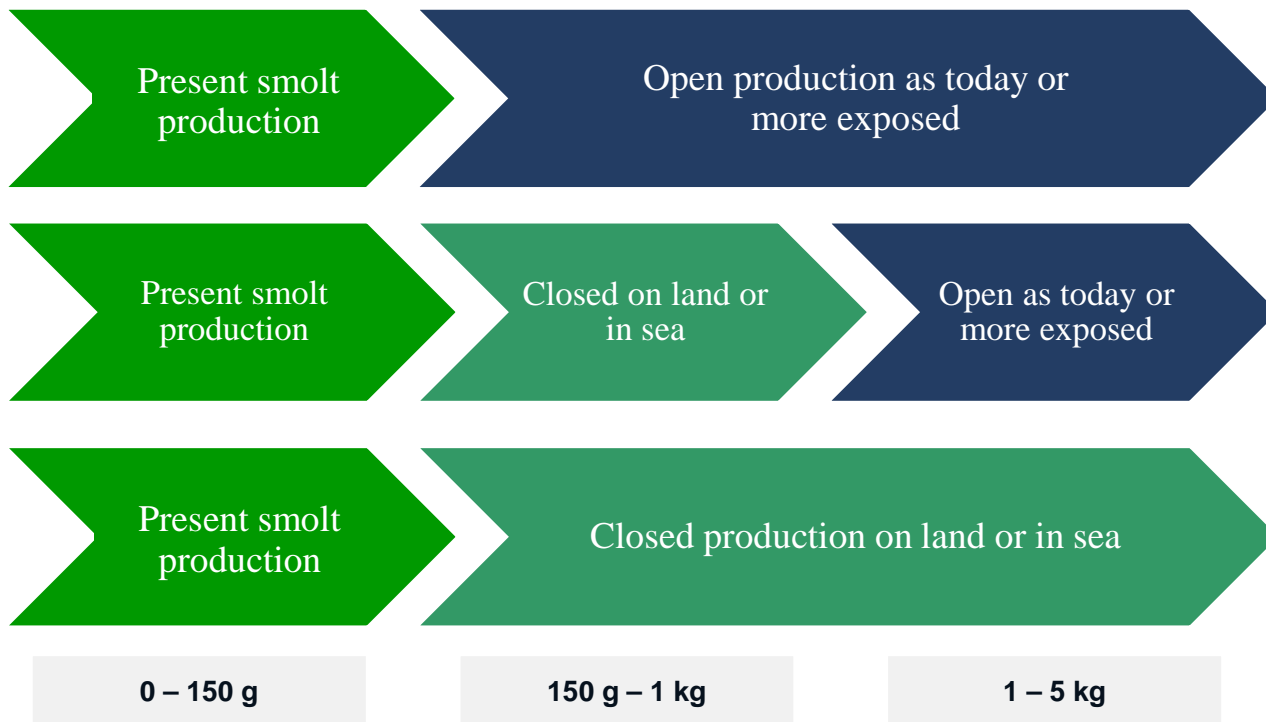 Present smolt
production
Open production as today or
more exposed
Present smolt
production
Closed on land or
in sea
Open as today or
more exposed
Present smolt
production
Closed production on land or in sea
0 – 150 g
150 g – 1 kg
1 – 5 kg